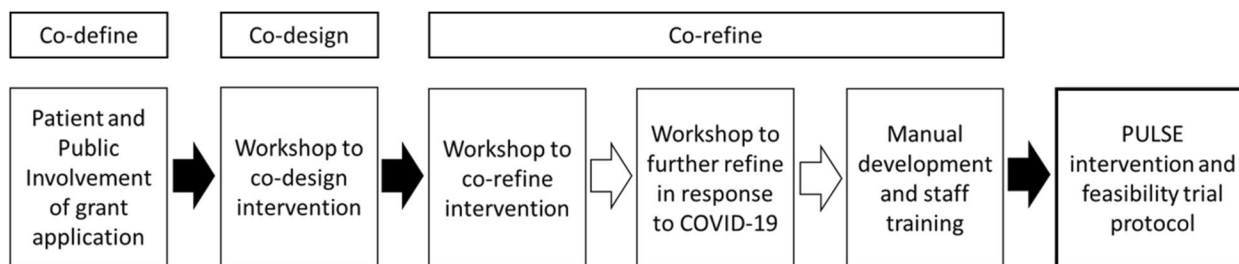 Co-define
Co-design
Co-refine
Patient and
Public
Involvement
of grant
application
Workshop to
co-design
intervention
Workshop to
co-refine
intervention
Workshop to
further refine
in response
to COVID-19
Manual
development
and staff
training
PULSE
intervention and
feasibility trial
protocol